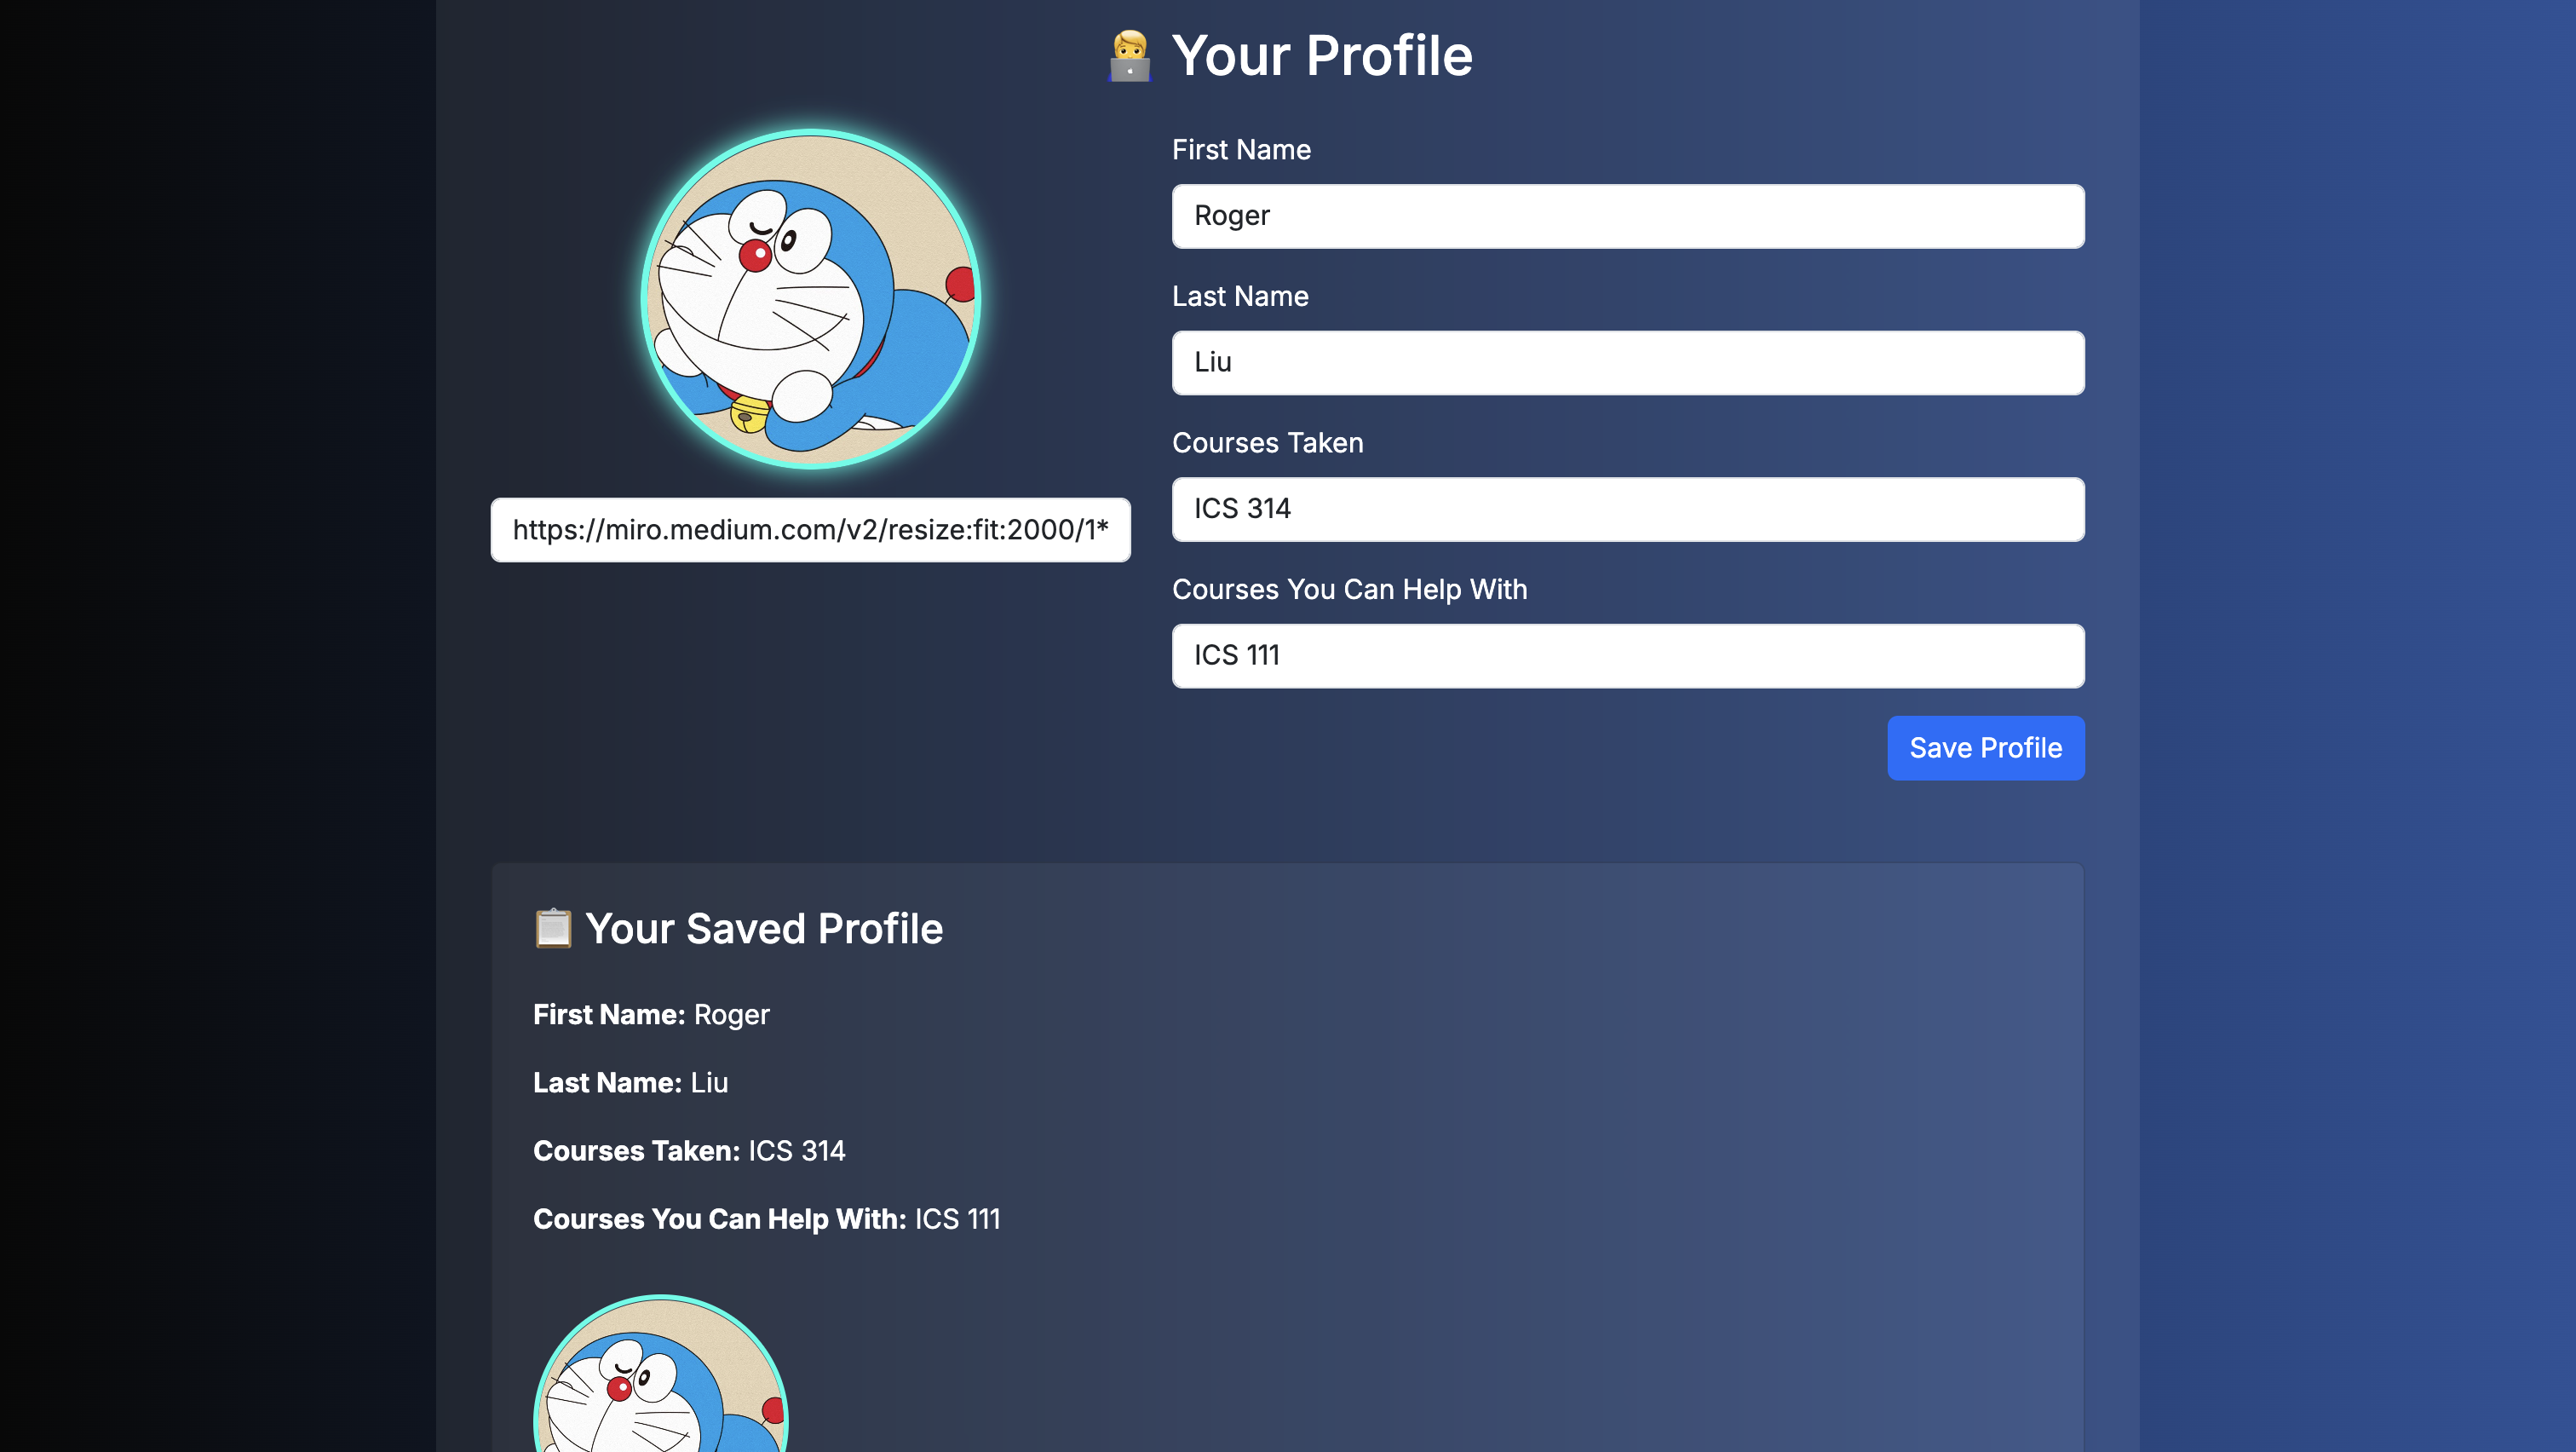 Your Profile
First Name
Roger
Last Name
Liu
Courses Taken
ICS 314
https://miro.medium.com/v2/resize:fit:2000/1*
Courses You Can Help With
ICS 111
Save Profile
Your Saved Profile
First Name: Roger
Last Name: Liu
Courses Taken: ICS 314
Courses You Can Help With: ICS 111